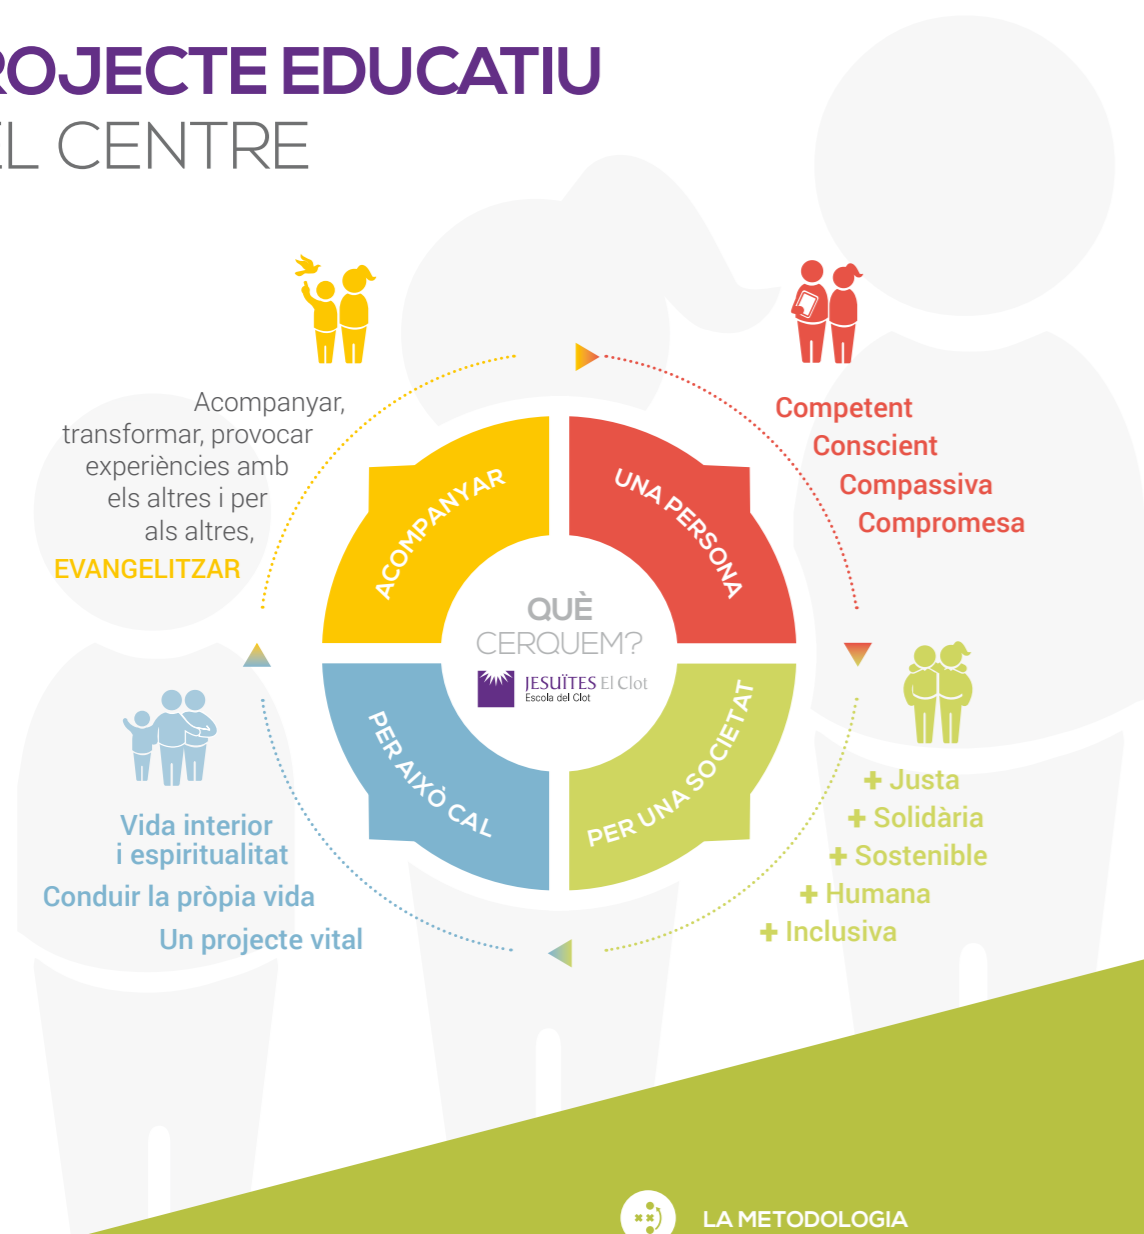 ROJECTE EDUCATIU
EL CENTRE
Acompanyar,
transformar, provocar
experiències amb
els altres i per
als altres,
EVANGELITZAR
Competent
Conscient
Compassiva
Compromesa
ACOMPANYAR
UNA PERSONA
QUÈ
CERQUEM?
JESUÏTES El Clot
Escola del Clot
PER AIXÒ CAL
PER UNA SOCIETAT
Vida interior
i espiritualitat
Conduir la pròpia vida
Un projecte vital
+ Justa
+ Solidària
+ Sostenible
+ Humana
+ Inclusiva
LA METODOLOGIA